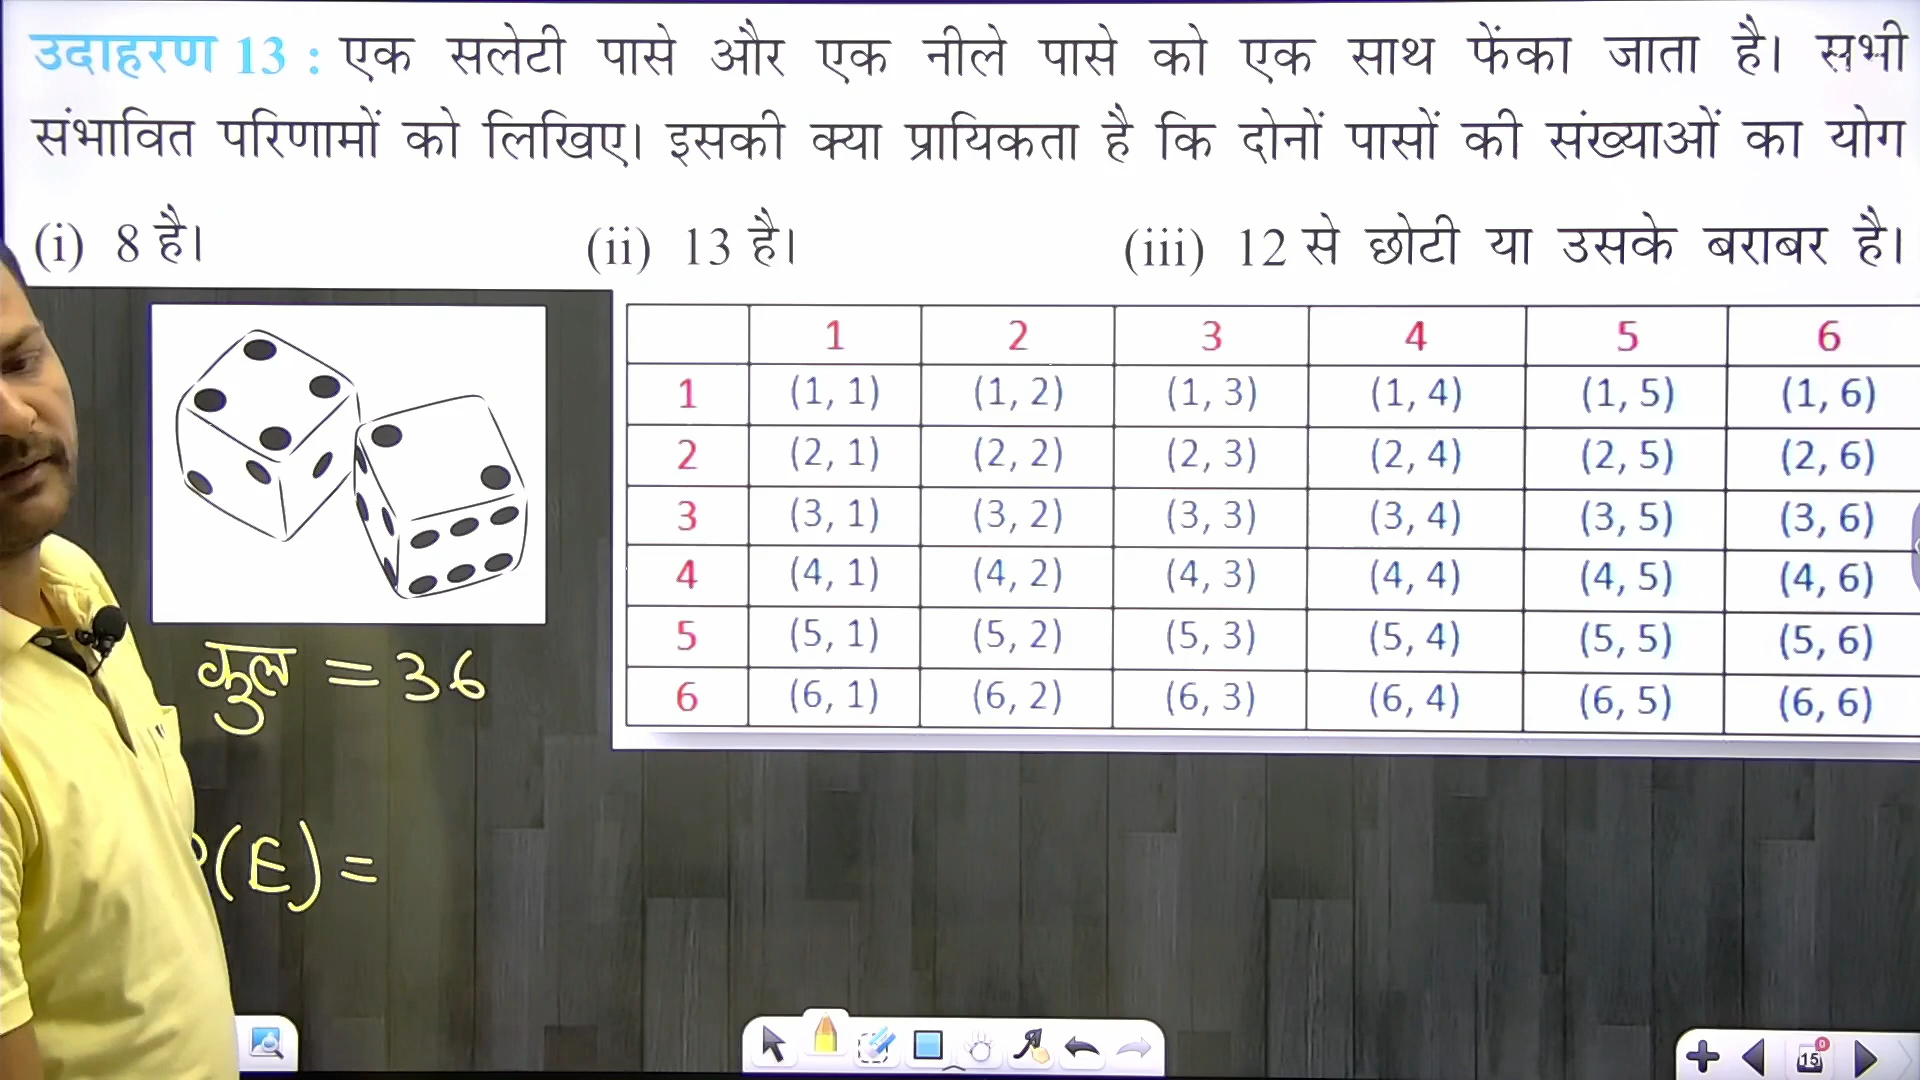 उदाहरण 13 : एक सलेटी पासे और एक नीले पासे को एक साथ फेंका जाता है। सभी
संभावित परिणामों को लिखिए। इसकी क्या प्रायिकता है कि दोनों पासों की संख्याओं का योग
(i) 8 है। (ii) 13 है। (iii) 12 से छोटी या उसके बराबर है।
1 2 3 4 5 6
1 (1, 1) (1, 2) (1, 3) (1, 4) (1, 5) (1, 6)
2 (2, 1) (2, 2) (2, 3) (2, 4) (2, 5) (2, 6)
3 (3, 1) (3, 2) (3, 3) (3, 4) (3, 5) (3, 6)
4 (4, 1) (4, 2) (4, 3) (4, 4) (4, 5) (4, 6)
5 (5, 1) (5, 2) (5, 3) (5, 4) (5, 5) (5, 6)
6 (6, 1) (6, 2) (6, 3) (6, 4) (6, 5) (6, 6)
कुल = 36
(E) =
15 0